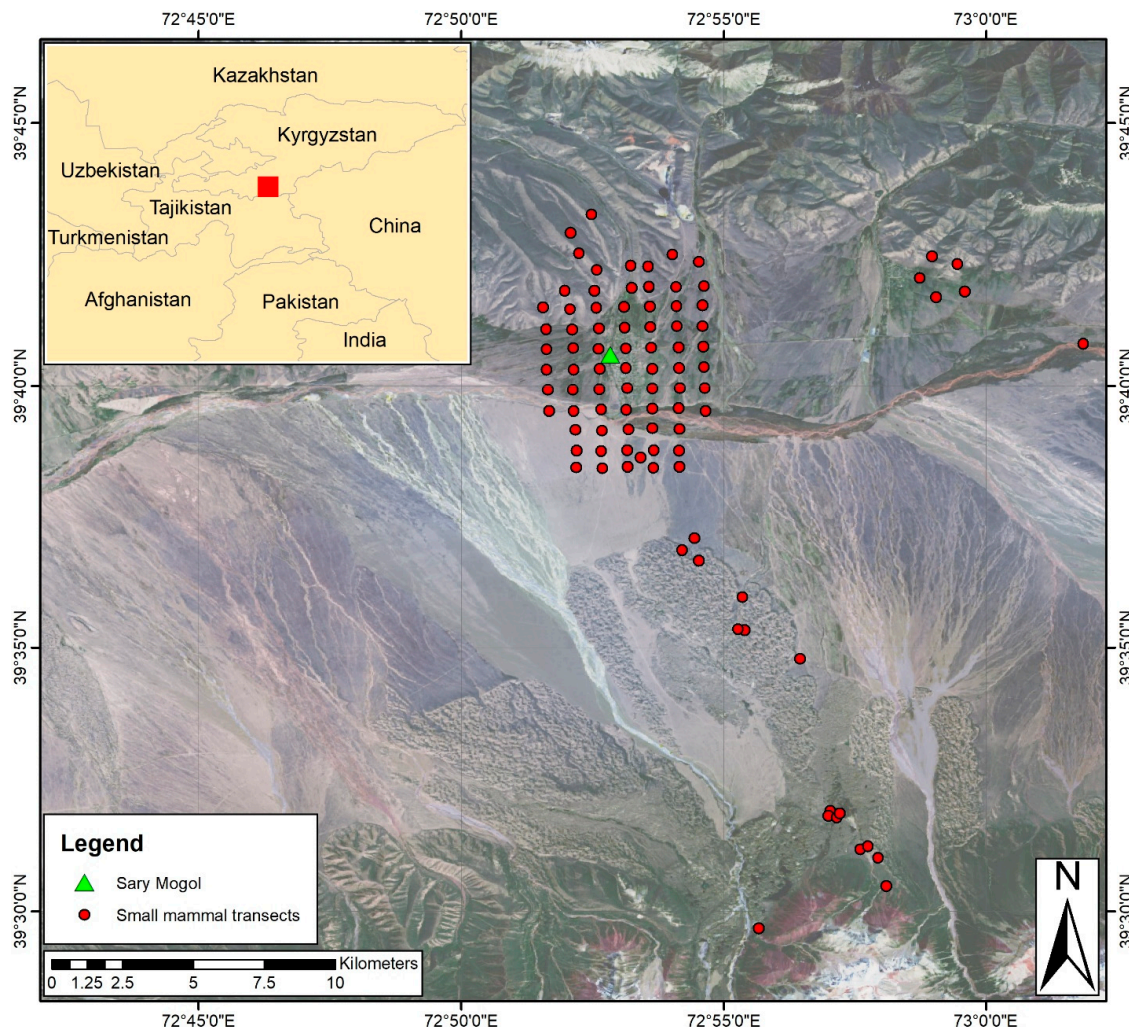 72°45'0"E 72°50'0"E 72°55'0"E 73°0'0"E
39°45'0"N 39°45'0"N
Kazakhstan
Kyrgyzstan
Uzbekistan
Tajikistan
China
Turkmenistan
Afghanistan
Pakistan
India
39°40'0"N 39°40'0"N
39°35'0"N 39°35'0"N
Legend
Sary Mogol
Small mammal transects
N
39°30'0"N 39°30'0"N
Kilometers
0 1.25 2.5 5 7.5 10
72°45'0"E 72°50'0"E 72°55'0"E 73°0'0"E